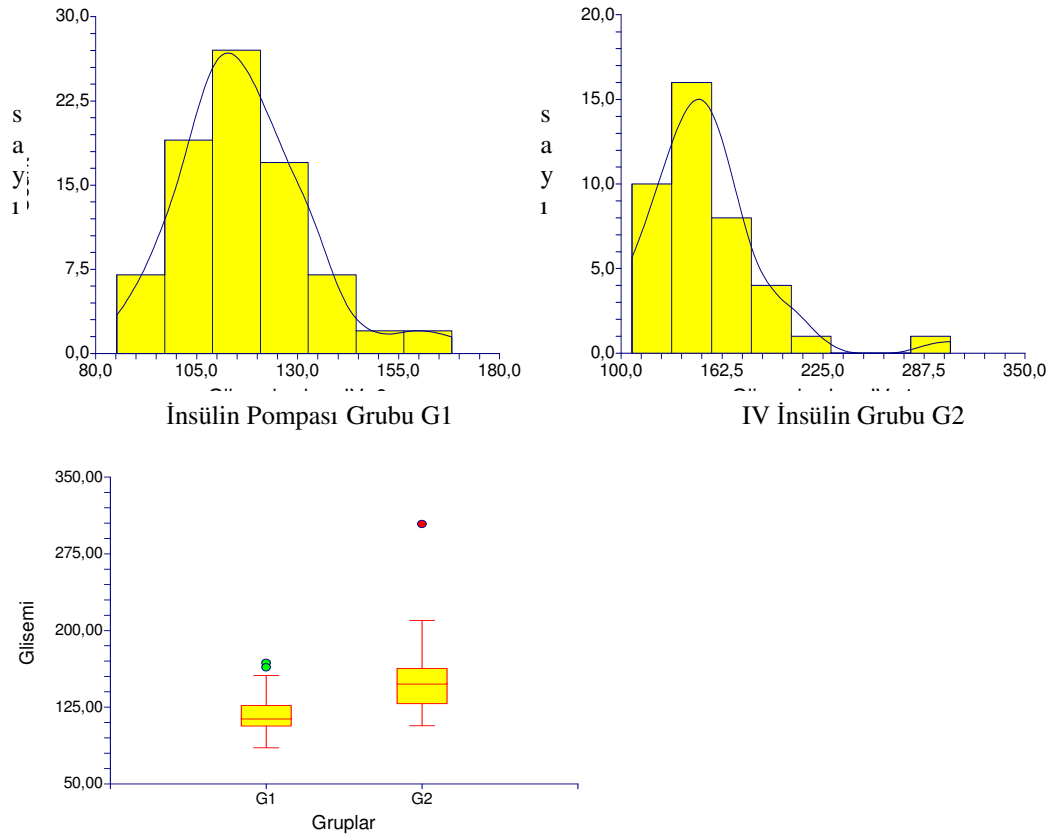 30,0
22,5
15,0
7,5
0,0
80,0 105,0 130,0 155,0 180,0
s
a
y
ı
İnsülin Pompası Grubu G1
20,0
15,0
10,0
5,0
0,0
100,0 162,5 225,0 287,5 350,0
s
a
y
ı
IV İnsülin Grubu G2
350,00
275,00
200,00
125,00
50,00
Glisemi
G1 G2
Gruplar